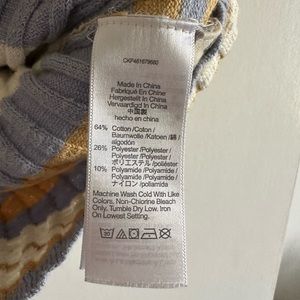 Made In China
Fabriqué En China
Hergestellt In China
Vervaardigd In China
中国製
hecho en china
64% Cotton /Coton /
Baumwolle /Katoen /綿 /
algodón
26% Polyester /Polyester /
Polyester /Polyester /
ポリエステル /poliéster
10% Polyamide /Polyamide /
Polyamid /Polyamide /
ナイロン /poliamida
Machine Wash Cold With Like
Colors. Non-Chlorine Bleach
Only. Tumble Dry Low. Iron
On Lowest Setting.
30